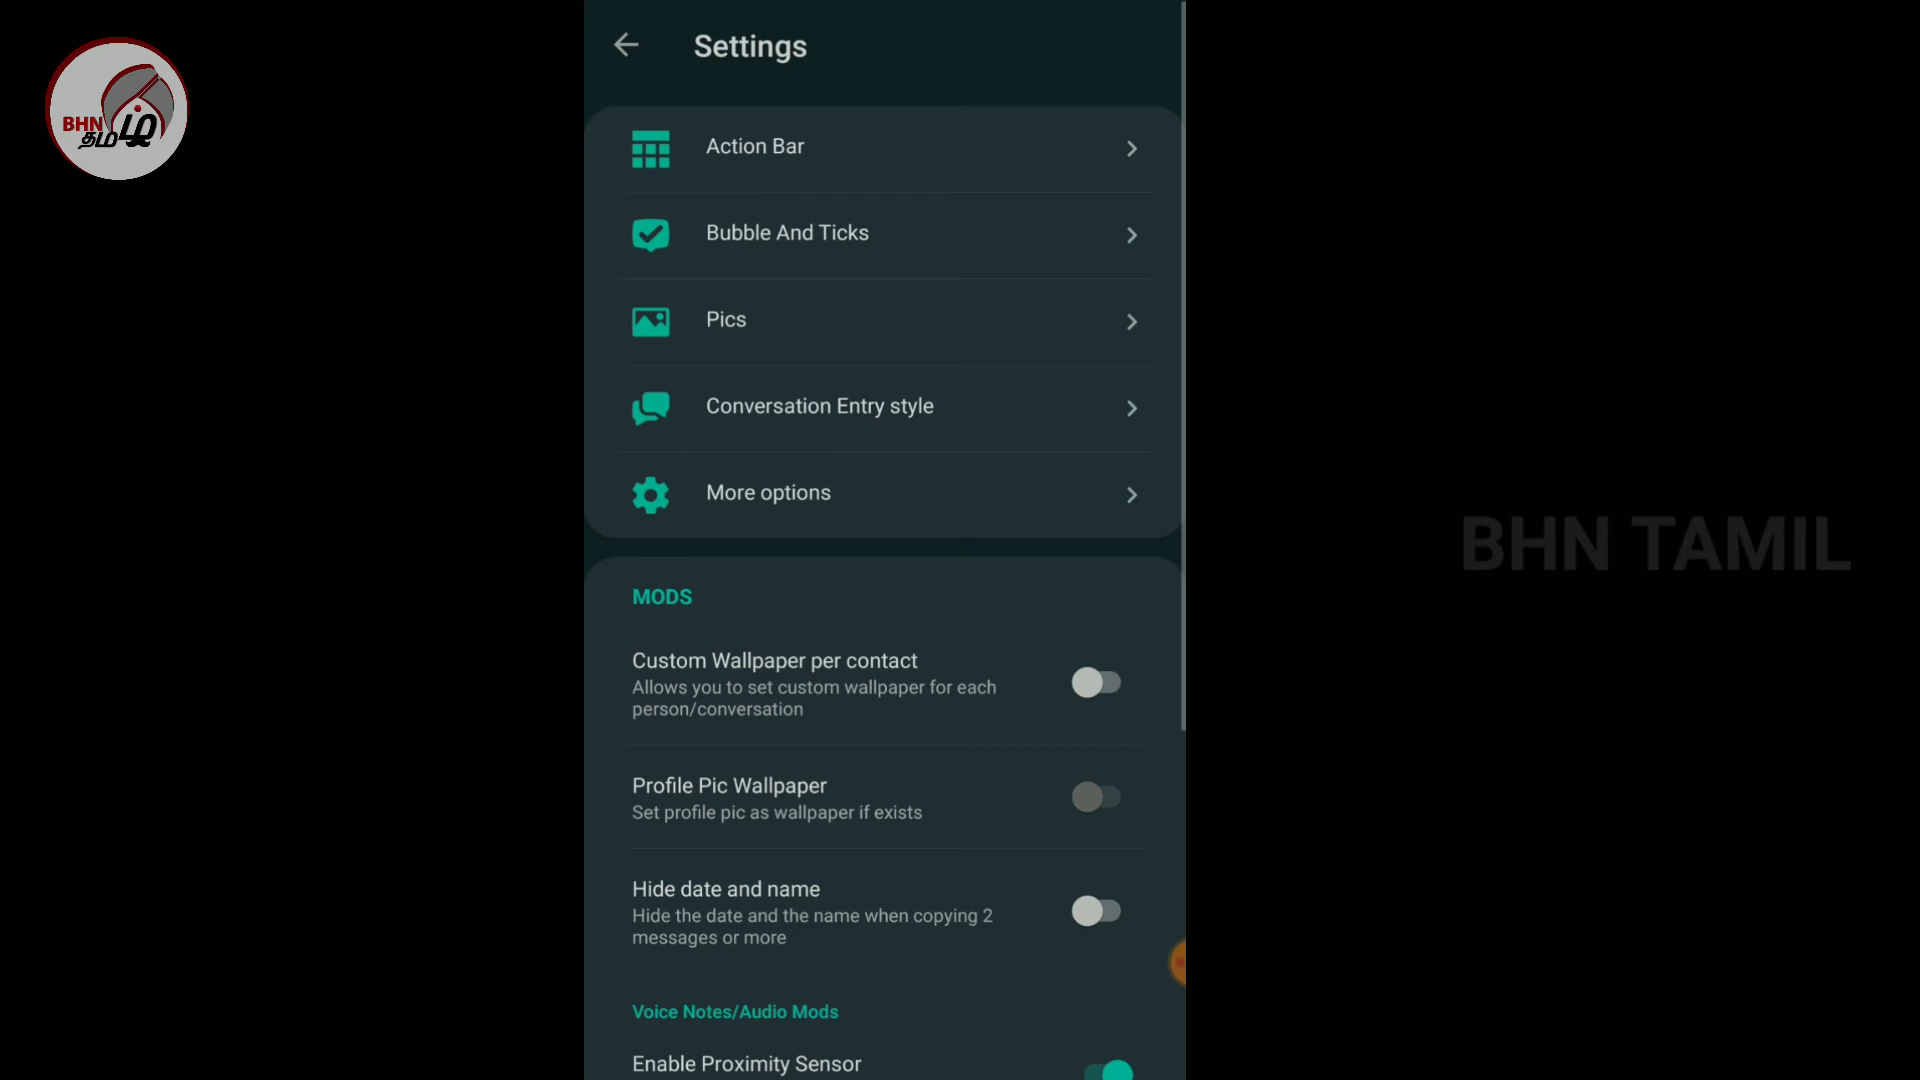 BHN
தமிழ்
Settings
Action Bar
Bubble And Ticks
Pics
Conversation Entry style
More options
MODS
Custom Wallpaper per contact
Allows you to set custom wallpaper for each
person/conversation
Profile Pic Wallpaper
Set profile pic as wallpaper if exists
Hide date and name
Hide the date and the name when copying 2
messages or more
Voice Notes/Audio Mods
Enable Proximity Sensor
BHN TAMIL